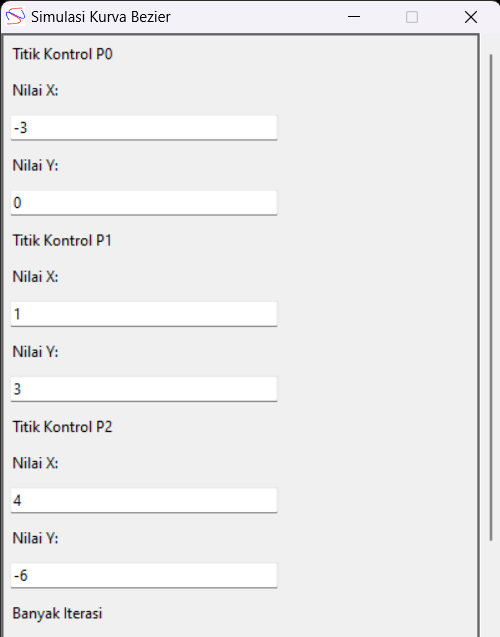 Simulasi Kurva Bezier
Titik Kontrol P0
Nilai X:
-3
Nilai Y:
0
Titik Kontrol P1
Nilai X:
1
Nilai Y:
3
Titik Kontrol P2
Nilai X:
4
Nilai Y:
-6
Banyak Iterasi